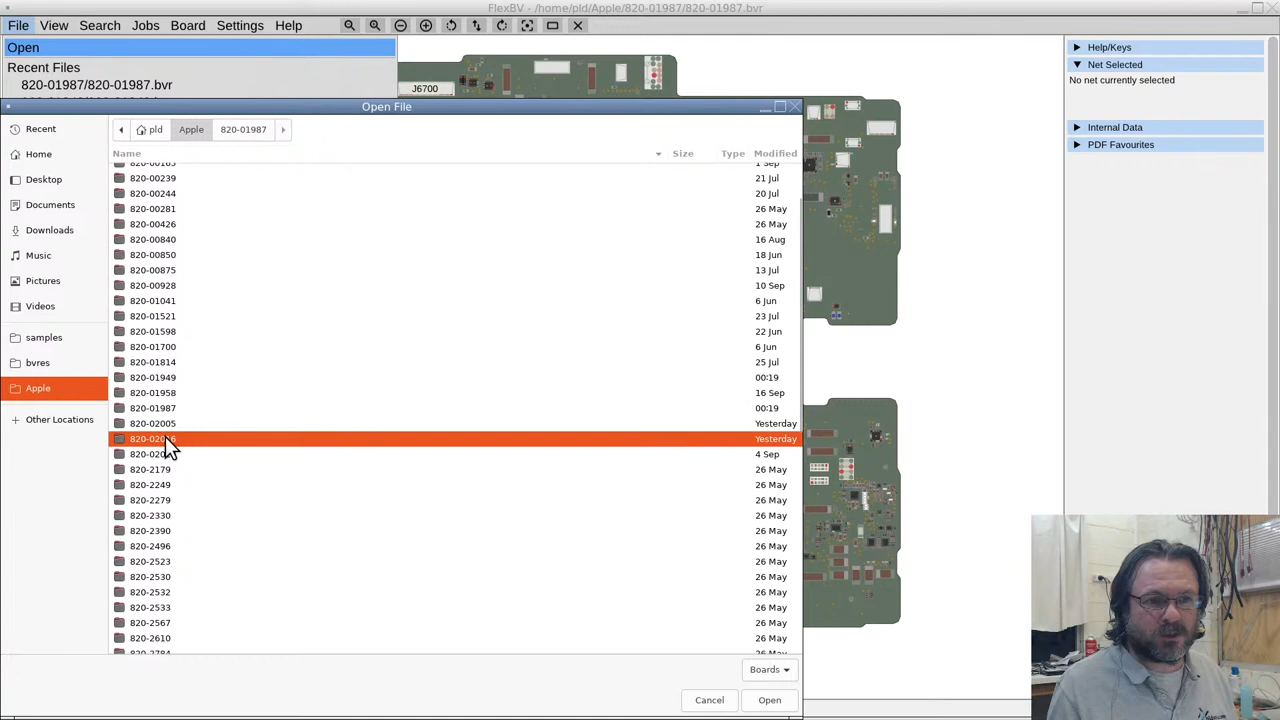 FlexBV - /home/pld/Apple/820-01987/820-01987.bvr
File View Search Jobs Board Settings Help
Open
Recent Files
820-01987/820-01987.bvr
J6700
Help/Keys
Net Selected
No net currently selected
Internal Data
PDF Favourites
Open File
Recent
Home
Desktop
Documents
Downloads
Music
Pictures
Videos
samples
bvres
Apple
Other Locations
pld Apple 820-01987
Name Size Type Modified
820-00165 1 Sep
820-00239 21 Jul
820-00244 20 Jul
820-00281 26 May
820-00426 26 May
820-00840 16 Aug
820-00850 18 Jun
820-00875 13 Jul
820-00928 10 Sep
820-01041 6 Jun
820-01521 23 Jul
820-01598 22 Jun
820-01700 6 Jun
820-01814 25 Jul
820-01949 00:19
820-01958 16 Sep
820-01987 00:19
820-02005 Yesterday
Yesterday
4 Sep
820-2179 26 May
820-2249 26 May
820-2279 26 May
820-2330 26 May
820-2390 26 May
820-2496 26 May
820-2523 26 May
820-2530 26 May
820-2532 26 May
820-2533 26 May
820-2567 26 May
820-2610 26 May
820-2784 26 May
Boards
Cancel Open